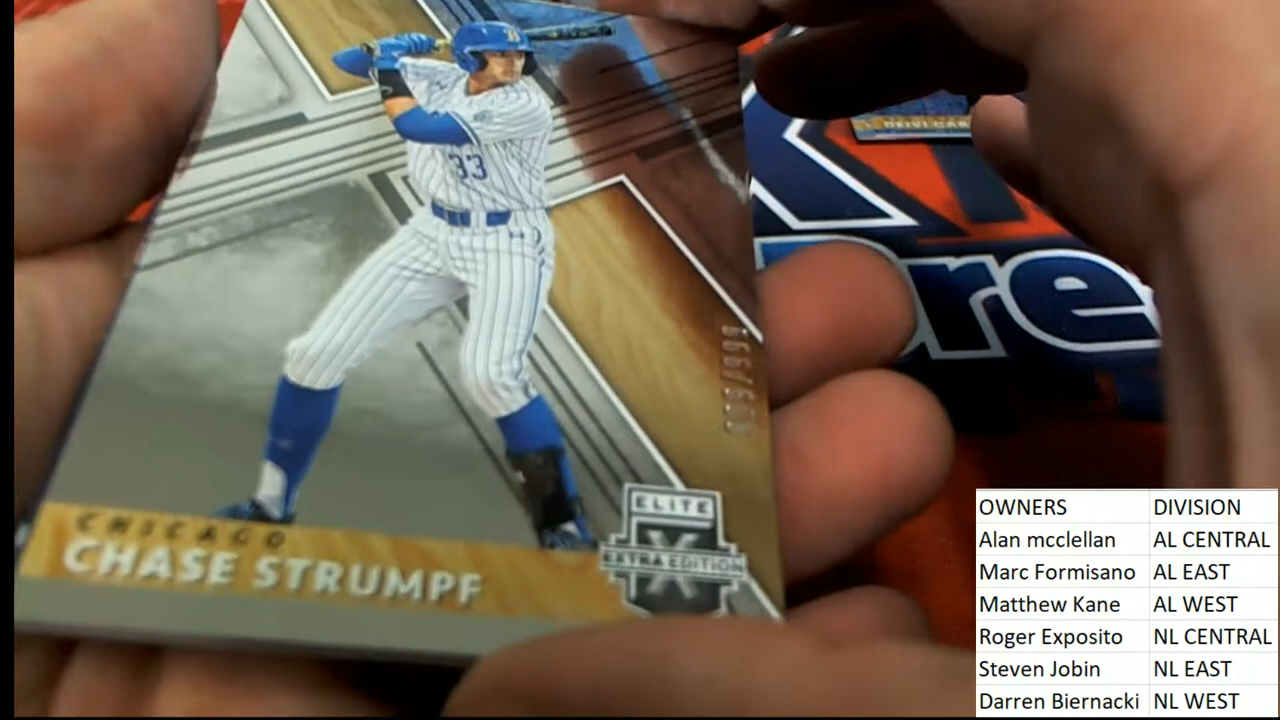 33
CHICAGO
CHASE STRUMPF
ELITE
X
EXTRA EDITION
OWNERS DIVISION
Alan mcclellan AL CENTRAL
Marc Formisano AL EAST
Matthew Kane AL WEST
Roger Exposito NL CENTRAL
Steven Jobin NL EAST
Darren Biernacki NL WEST